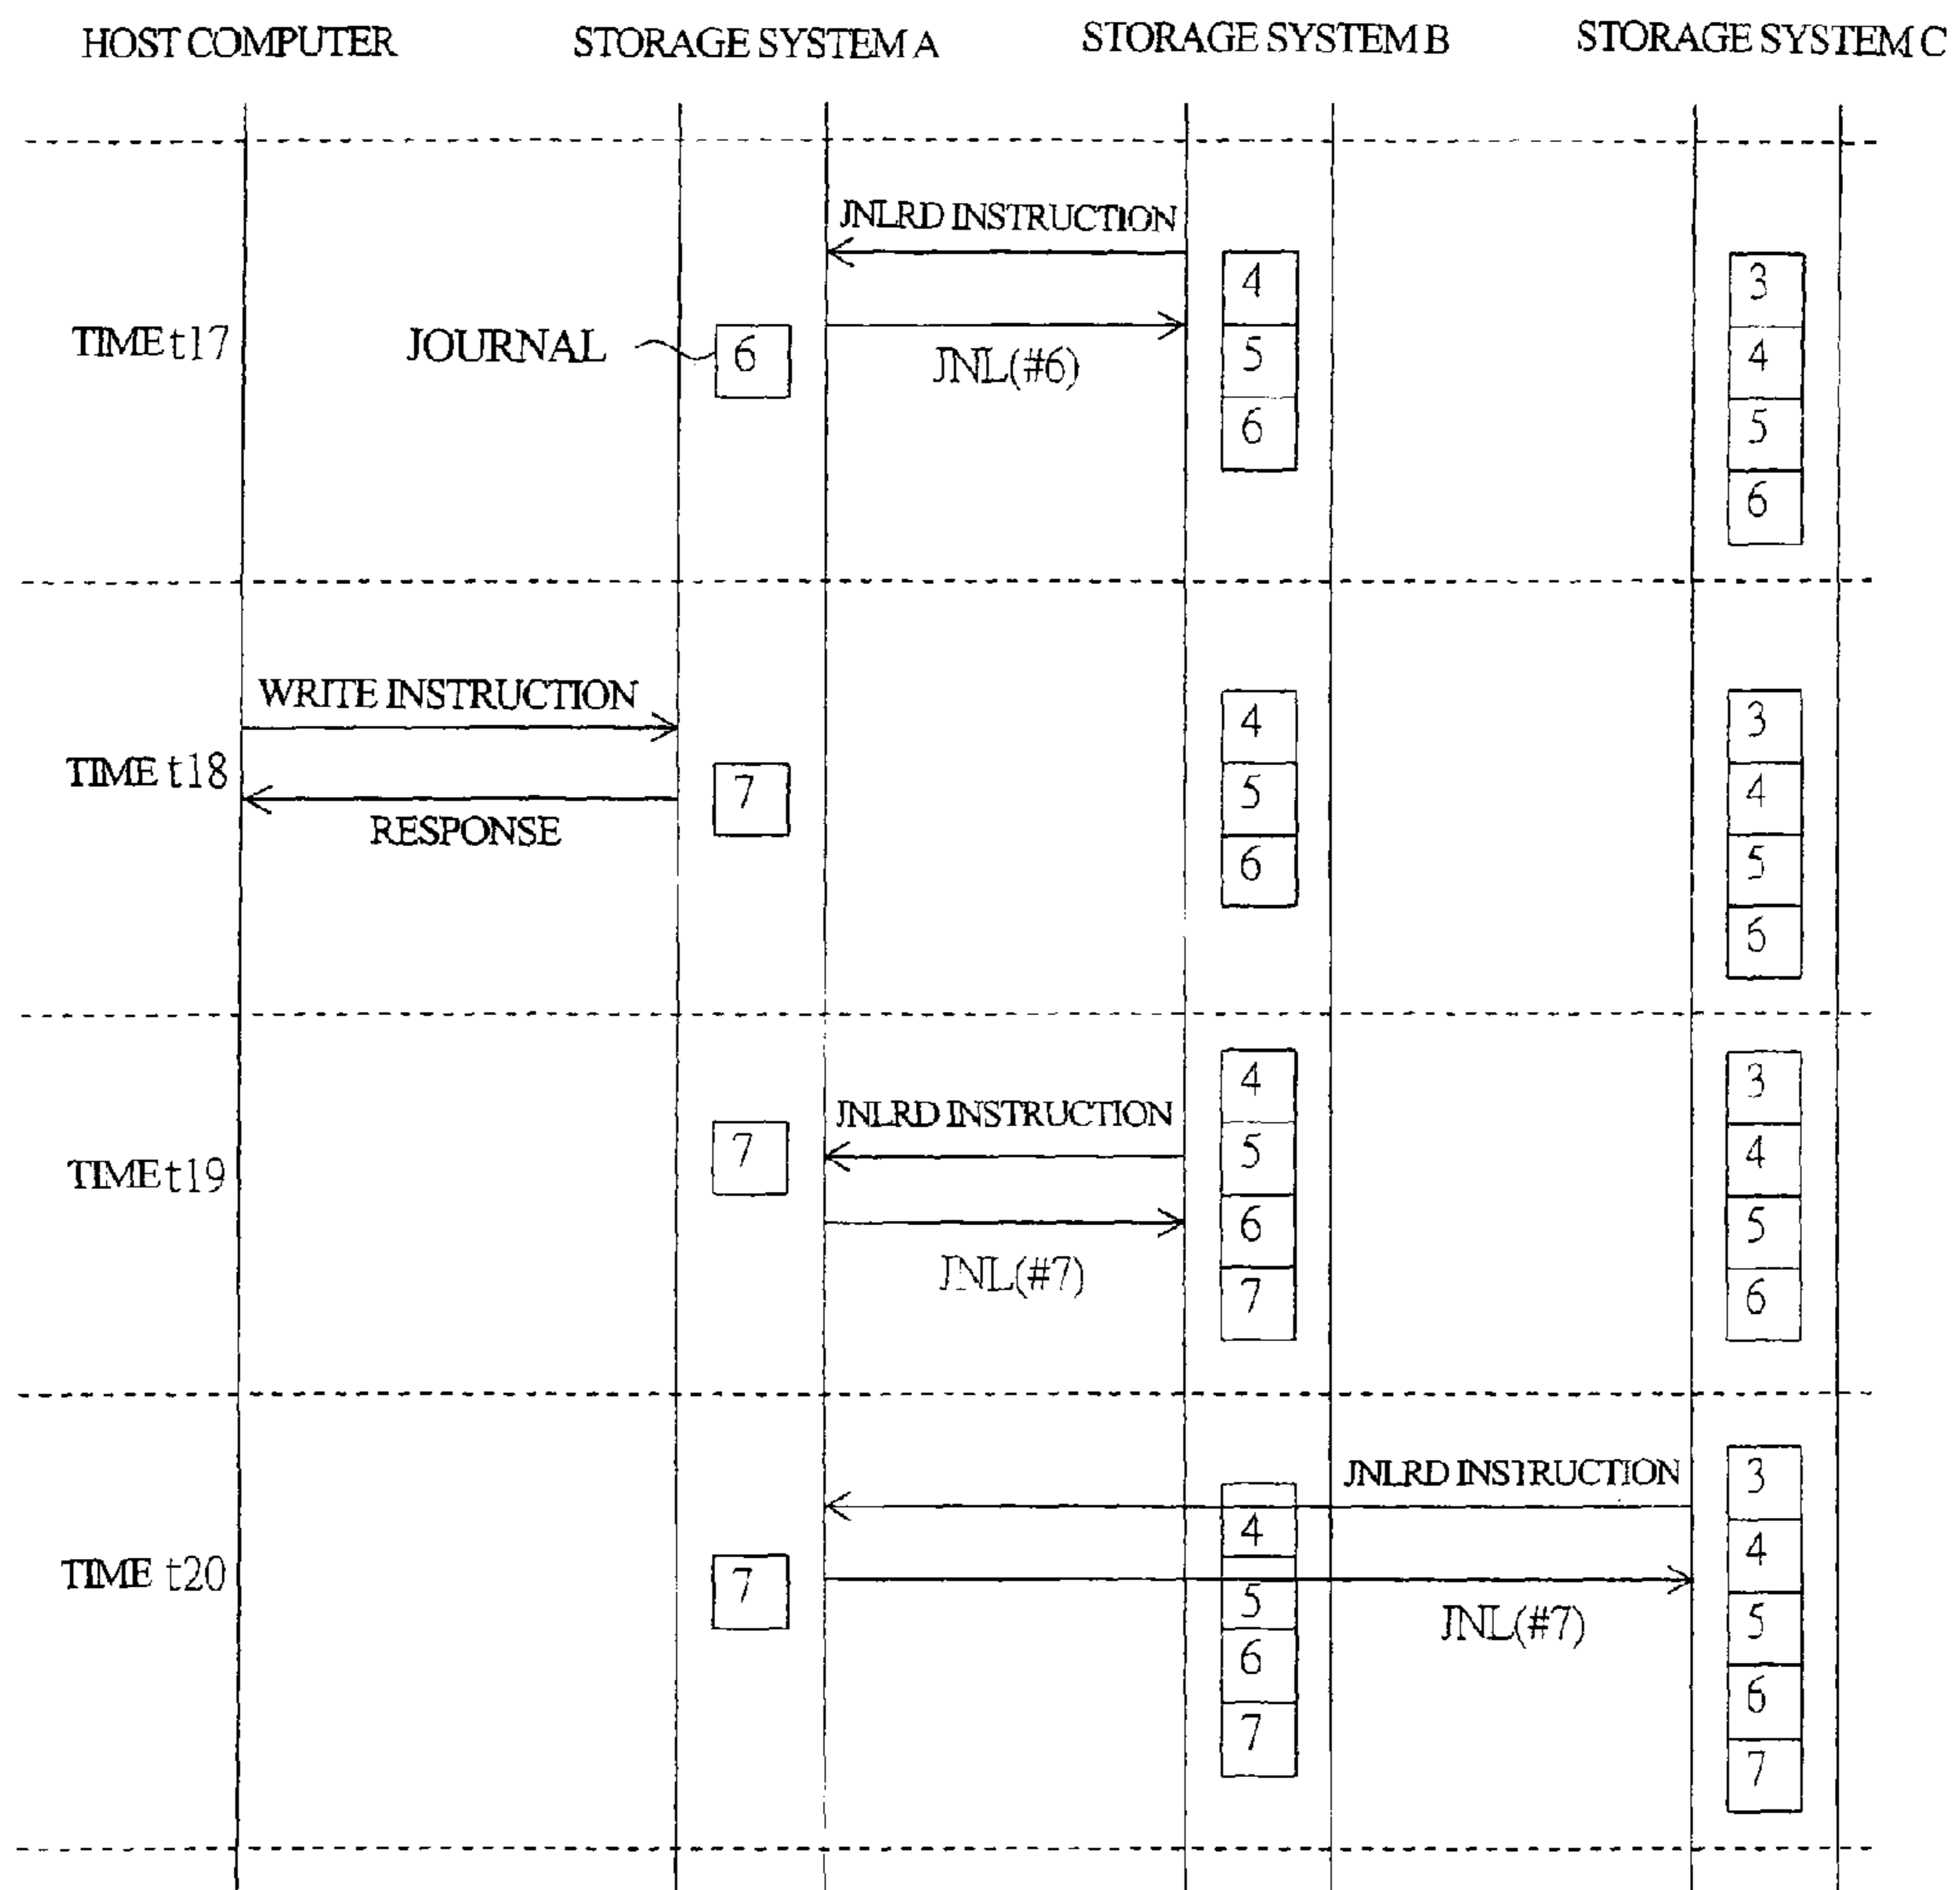 HOST COMPUTER STORAGE SYSTEM A STORAGE SYSTEM B STORAGE SYSTEM C
JNLRD INSTRUCTION
TIME t17 JOURNAL 6 JNL(#6)
4
5
6
3
4
5
6
WRITE INSTRUCTION
TIME t18
RESPONSE
7
4
5
6
3
4
5
6
TIME t19
7
JNLRD INSTRUCTION
JNL(#7)
4
5
6
7
3
4
5
6
JNLRD INSTRUCTION
TIME t20
7
4
5
6
7
JNL(#7)
3
4
5
6
7